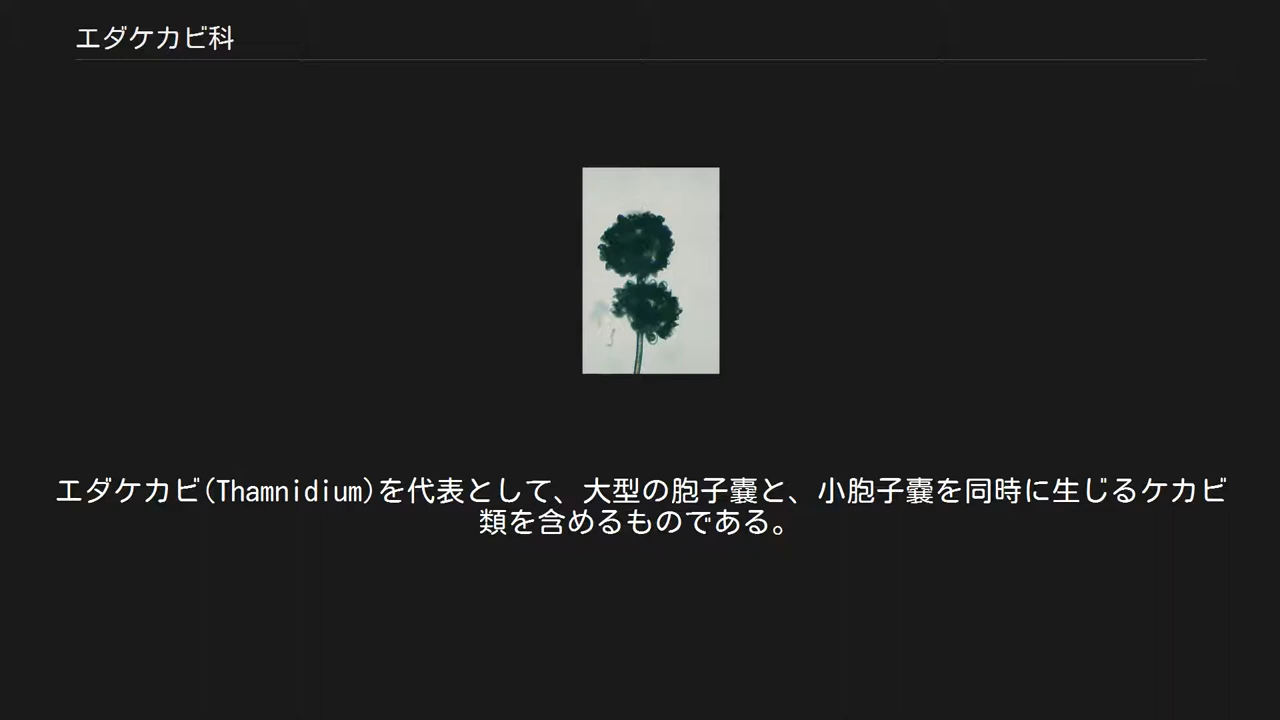 エダケカビ科
エダケカビ(Thamnidium)を代表として、大型の胞子嚢と、小胞子嚢を同時に生じるケカビ
類を含めるものである。